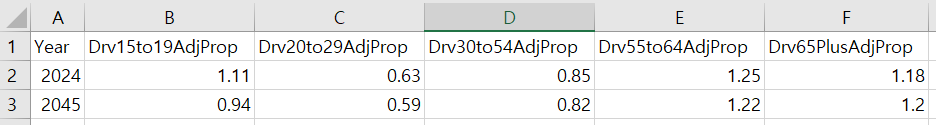 A B C D E F
1 Year Drv15to19AdjProp Drv20to29AdjProp Drv30to54AdjProp Drv55to64AdjProp Drv65PlusAdjProp
2 2024 1.11 0.63 0.85 1.25 1.18
3 2045 0.94 0.59 0.82 1.22 1.2